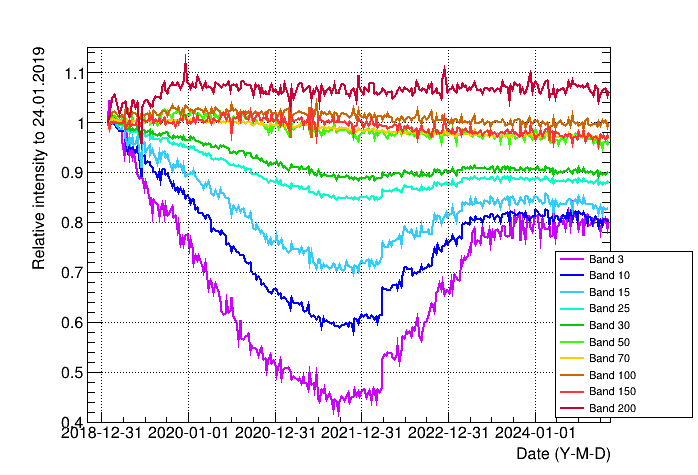 Relative intensity to 24.01.2019
1.1
1
0.9
0.8
0.7
0.6
0.5
0.4
2018-12-31 2020-01-01 2020-12-31 2021-12-31 2022-12-31 2024-01-01
Date (Y-M-D)
Band 3
Band 10
Band 15
Band 25
Band 30
Band 50
Band 70
Band 100
Band 150
Band 200